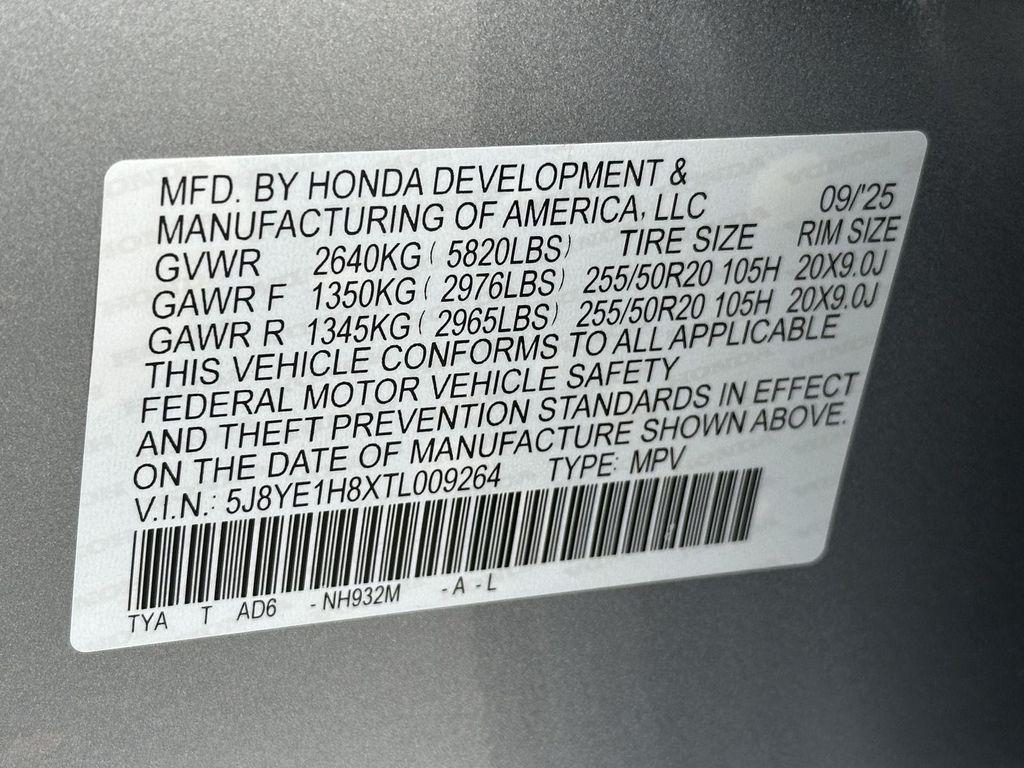 MFD. BY HONDA DEVELOPMENT &
MANUFACTURING OF AMERICA, LLC 09/'25
GVWR 2640KG ( 5820LBS) TIRE SIZE RIM SIZE
GAWR F 1350KG ( 2976LBS) 255/50R20 105H 20X9.0J
GAWR R 1345KG ( 2965LBS) 255/50R20 105H 20X9.0J
THIS VEHICLE CONFORMS TO ALL APPLICABLE
FEDERAL MOTOR VEHICLE SAFETY
AND THEFT PREVENTION STANDARDS IN EFFECT
ON THE DATE OF MANUFACTURE SHOWN ABOVE.
V.I.N.: 5J8YE1H8XTL009264 TYPE: MPV
TYA T AD6 - NH932M - A - L